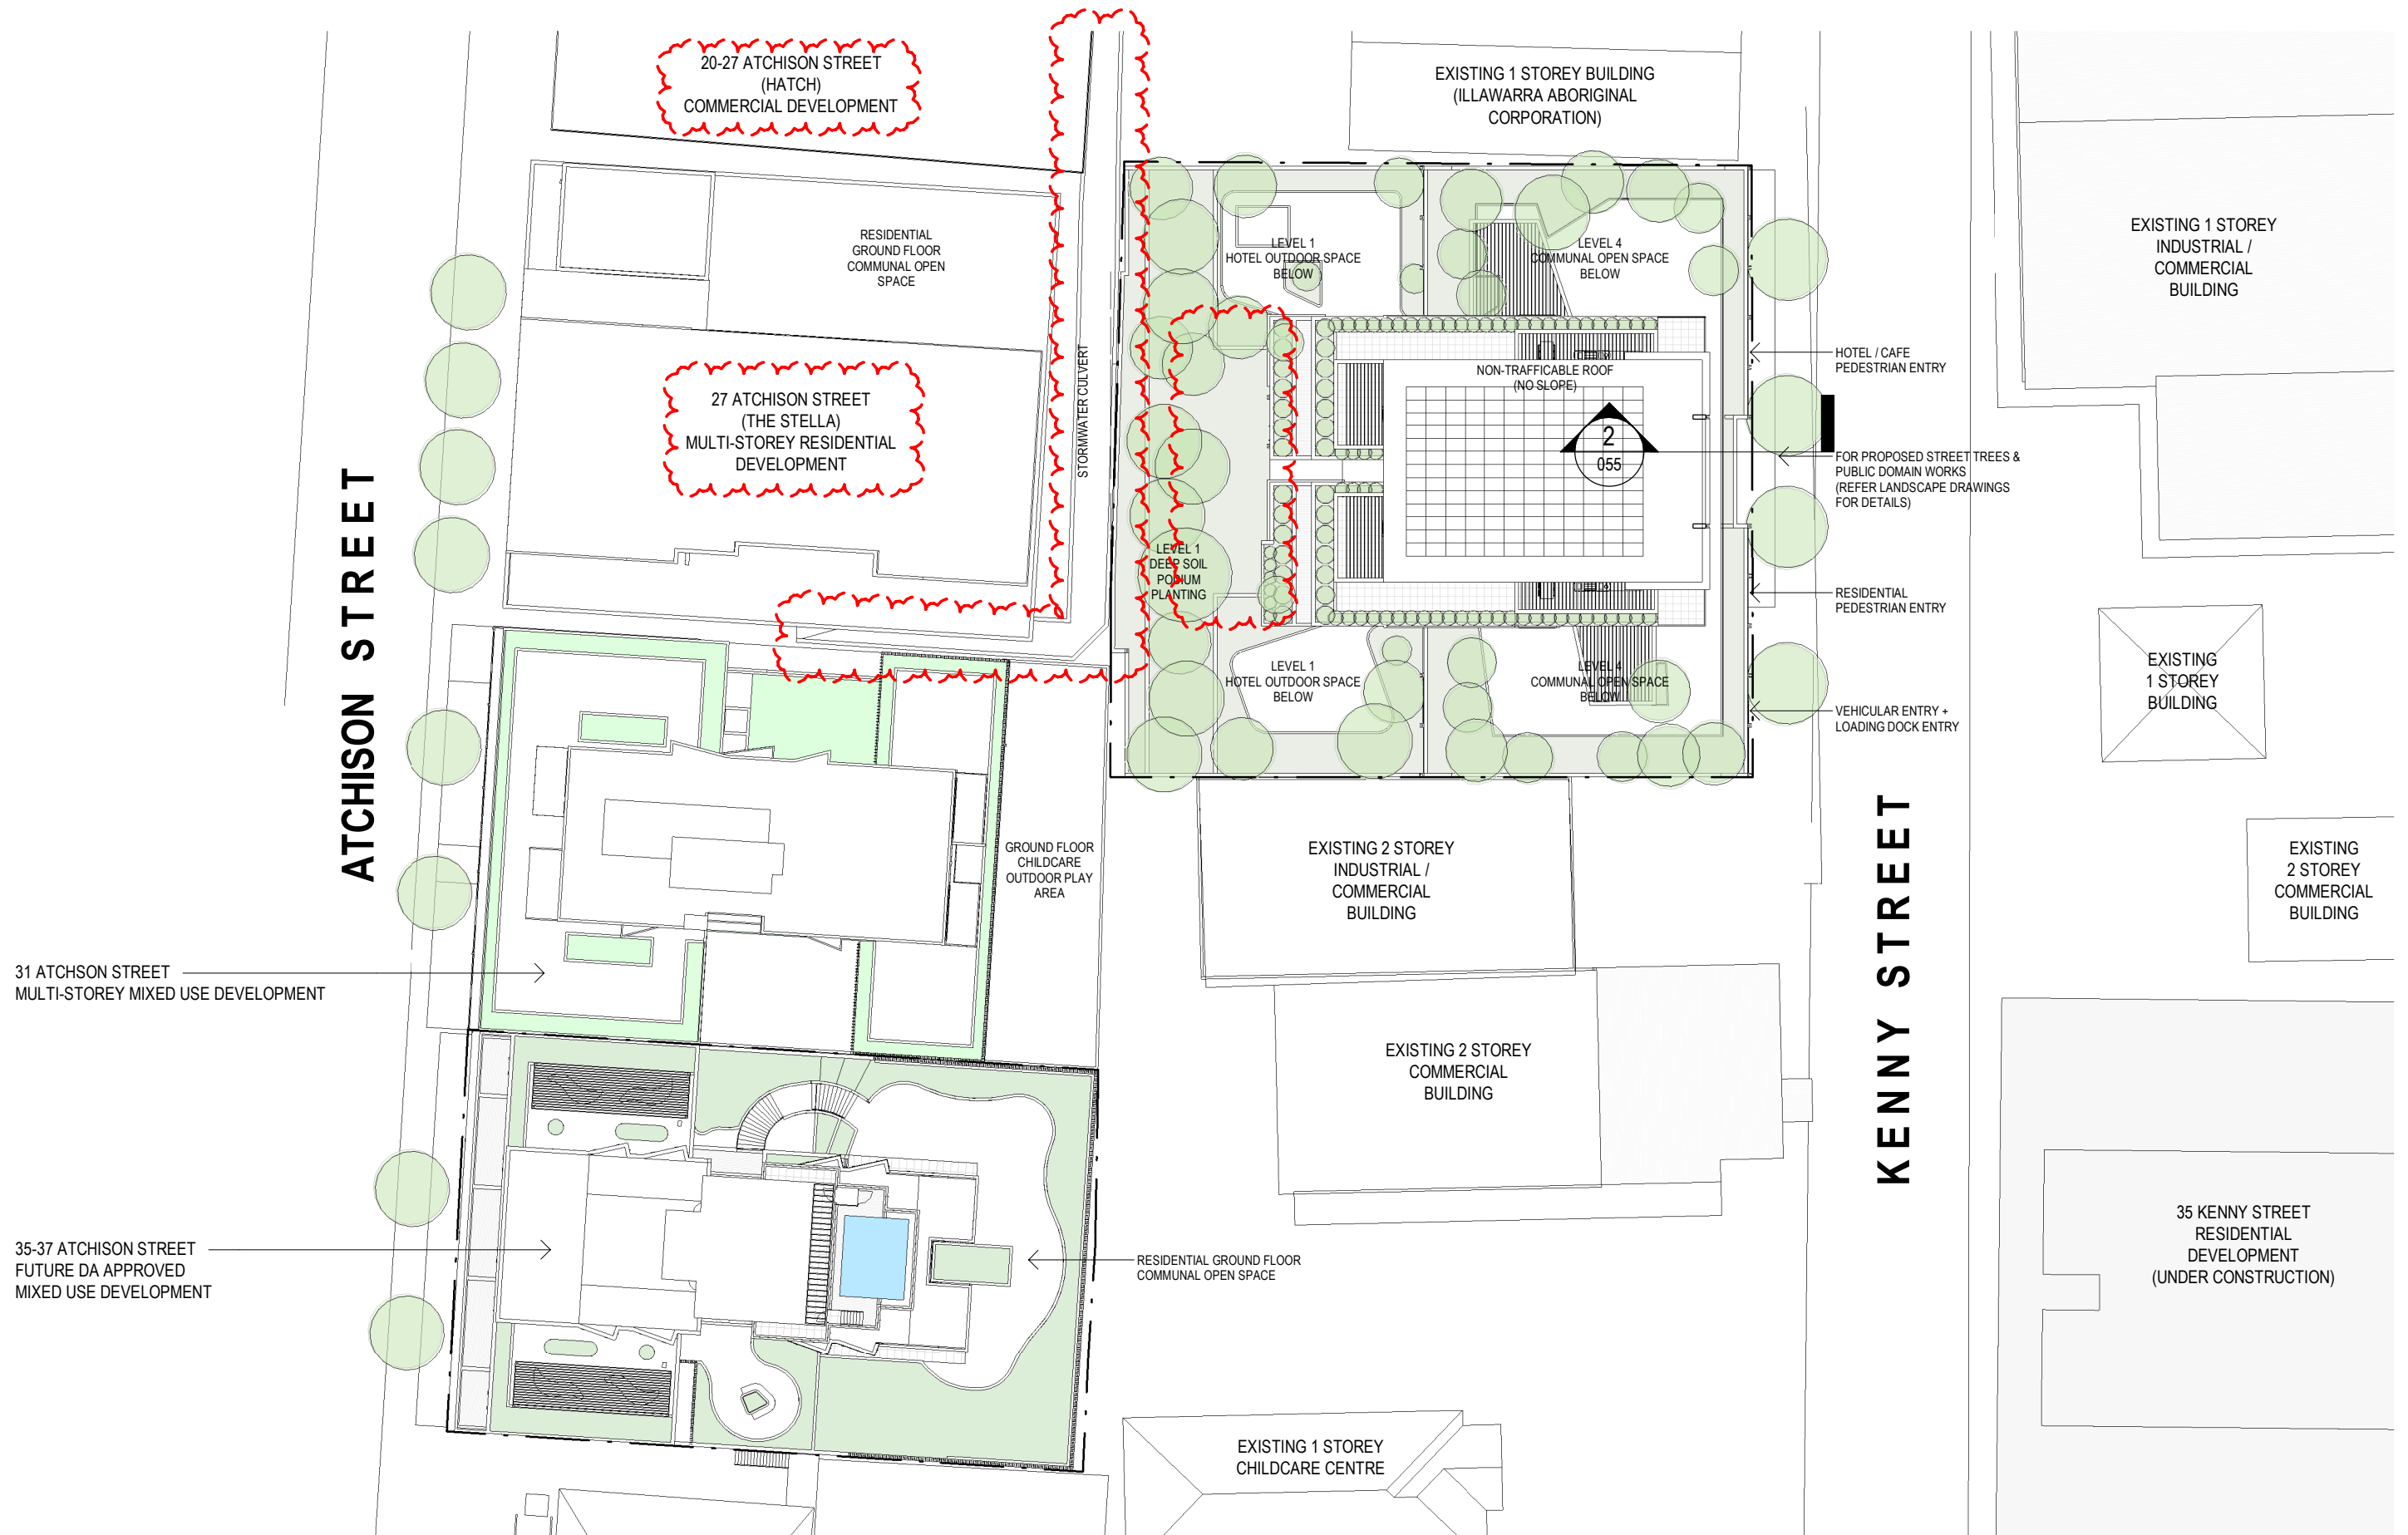 20-27 ATCHISON STREET
(HATCH)
COMMERCIAL DEVELOPMENT
EXISTING 1 STOREY BUILDING
(ILLAWARRA ABORIGINAL
CORPORATION)
EXISTING 1 STOREY
INDUSTRIAL /
COMMERCIAL
BUILDING
RESIDENTIAL
GROUND FLOOR
COMMUNAL OPEN
SPACE
LEVEL 1
HOTEL OUTDOOR SPACE
BELOW
LEVEL 4
COMMUNAL OPEN SPACE
BELOW
STORMWATER CULVERT
HOTEL / CAFE
PEDESTRIAN ENTRY
NON-TRAFFICABLE ROOF
(NO SLOPE)
27 ATCHISON STREET
(THE STELLA)
MULTI-STOREY RESIDENTIAL
DEVELOPMENT
2
055
FOR PROPOSED STREET TREES &
PUBLIC DOMAIN WORKS
(REFER LANDSCAPE DRAWINGS
FOR DETAILS)
ATCHISON STREET
LEVEL 1
DEEP SOIL
PODIUM
PLANTING
RESIDENTIAL
PEDESTRIAN ENTRY
LEVEL 1
HOTEL OUTDOOR SPACE
BELOW
LEVEL 4
COMMUNAL OPEN SPACE
BELOW
EXISTING
1 STOREY
BUILDING
VEHICULAR ENTRY +
LOADING DOCK ENTRY
GROUND FLOOR
CHILDCARE
OUTDOOR PLAY
AREA
EXISTING 2 STOREY
INDUSTRIAL /
COMMERCIAL
BUILDING
KENNY STREET
EXISTING
2 STOREY
COMMERCIAL
BUILDING
31 ATCHSON STREET
MULTI-STOREY MIXED USE DEVELOPMENT
EXISTING 2 STOREY
COMMERCIAL
BUILDING
35-37 ATCHISON STREET
FUTURE DA APPROVED
MIXED USE DEVELOPMENT
RESIDENTIAL GROUND FLOOR
COMMUNAL OPEN SPACE
35 KENNY STREET
RESIDENTIAL
DEVELOPMENT
(UNDER CONSTRUCTION)
EXISTING 1 STOREY
CHILDCARE CENTRE